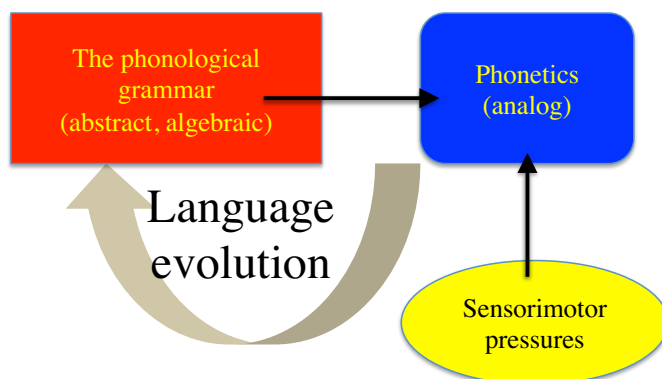 The phonological
grammar
(abstract, algebraic)
Phonetics
(analog)
Language
evolution
Sensorimotor
pressures